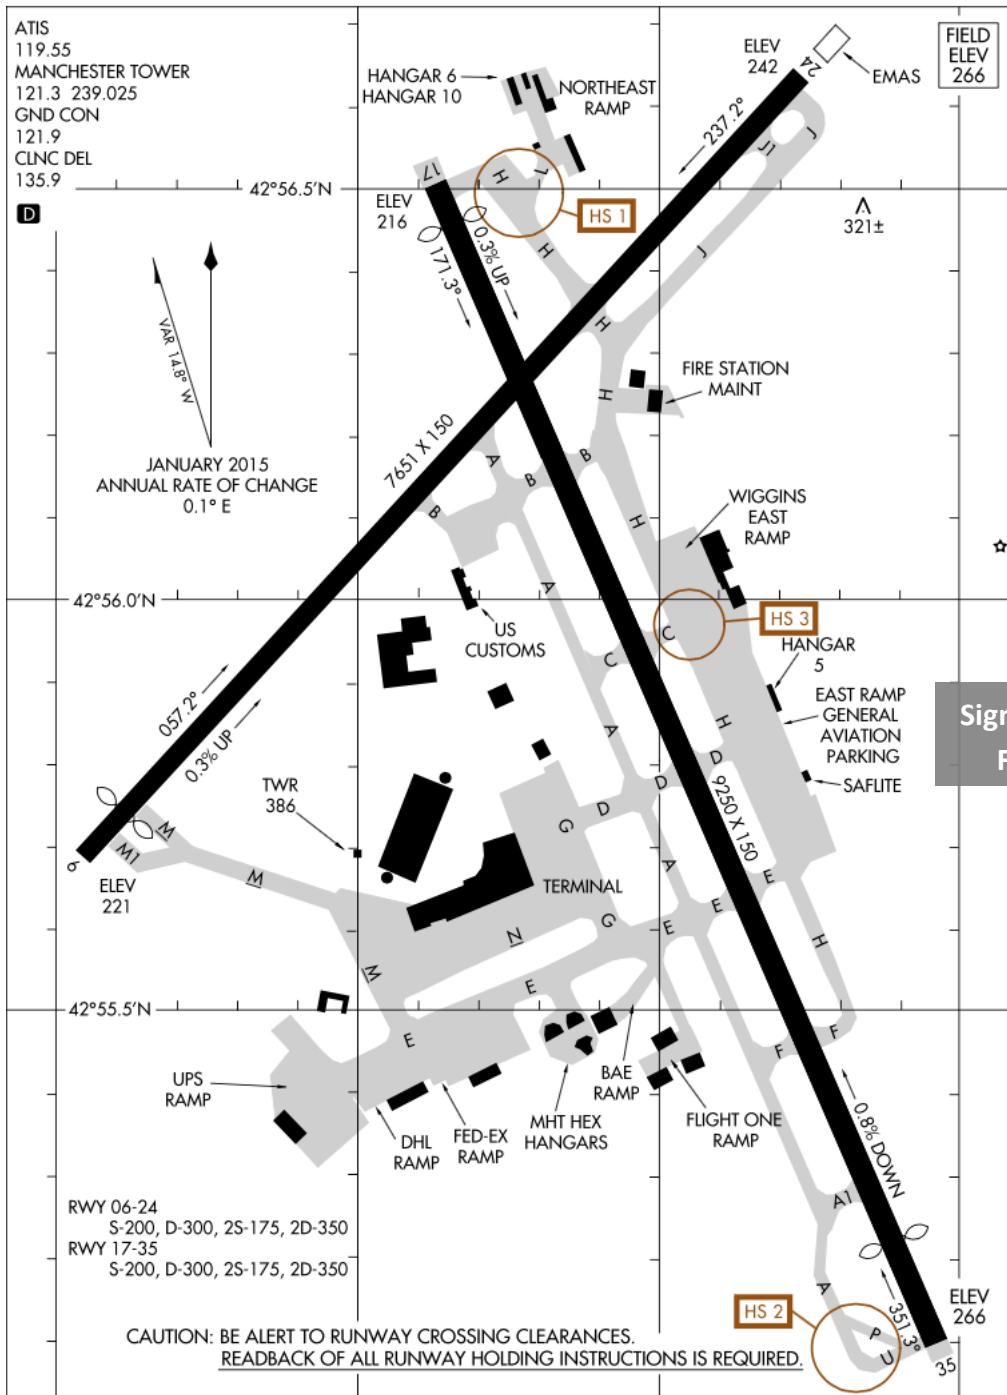 ATIS
119.55
MANCHESTER TOWER
121.3 239.025
GND CON
121.9
CLNC DEL
135.9
D
HANGAR 6
HANGAR 10
NORTHEAST
RAMP
ELEV
242
24
EMAS
FIELD
ELEV
266
237.2°
J1
J
J
42°56.5'N
17
ELEV
216
H
L
HS 1
H
321±
0.3% UP
171.3°
VAR 14.8° W
H
JANUARY 2015
ANNUAL RATE OF CHANGE
0.1° E
7651 X 150
FIRE STATION
MAINT
H
A
B
B
B
H
WIGGINS
EAST
RAMP
42°56.0'N
US
CUSTOMS
A
C
C
HS 3
HANGAR
5
EAST RAMP
GENERAL
AVIATION
PARKING
SAFLITE
Sign
P
057.2°
0.3% UP
A
H
D
D
D
G
9250 X 150
TWR
386
M
M1
6
ELEV
221
M
TERMINAL
A
E
E
E
G
N
M
H
42°55.5'N
E
E
F
F
UPS
RAMP
DHL
RAMP
FED-EX
RAMP
MHT HEX
HANGARS
BAE
RAMP
FLIGHT ONE
RAMP
0.8% DOWN
A1
RWY 06-24
S-200, D-300, 2S-175, 2D-350
RWY 17-35
S-200, D-300, 2S-175, 2D-350
A
HS 2
P
U
351.3°
ELEV
266
35
CAUTION: BE ALERT TO RUNWAY CROSSING CLEARANCES.
READBACK OF ALL RUNWAY HOLDING INSTRUCTIONS IS REQUIRED.